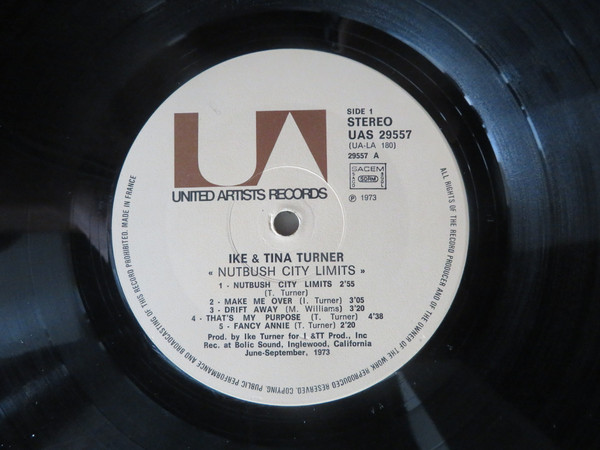 UA
UNITED ARTISTS RECORDS
SIDE 1
STEREO
UAS 29557
(UA-LA 180)
29557 A
SACEM
SACD SDRM SGDL
℗ 1973
IKE & TINA TURNER
« NUTBUSH CITY LIMITS »
1 - NUTBUSH CITY LIMITS 2'55
(T. Turner)
2 - MAKE ME OVER (I. Turner) 3'05
3 - DRIFT AWAY (M. Williams) 3'20
4 - THAT'S MY PURPOSE (T. Turner) 4'38
5 - FANCY ANNIE (T. Turner) 2'20
Prod. by Ike Turner for I &TT Prod., Inc
Rec. at Bolic Sound, Inglewood, California
June-September, 1973
ALL RIGHTS OF THE RECORD PRODUCER AND OF THE OWNER OF THE WORK REPRODUCED RESERVED. COPYING, PUBLIC PERFORMANCE AND BROADCASTING OF THIS RECORD PROHIBITED. MADE IN FRANCE